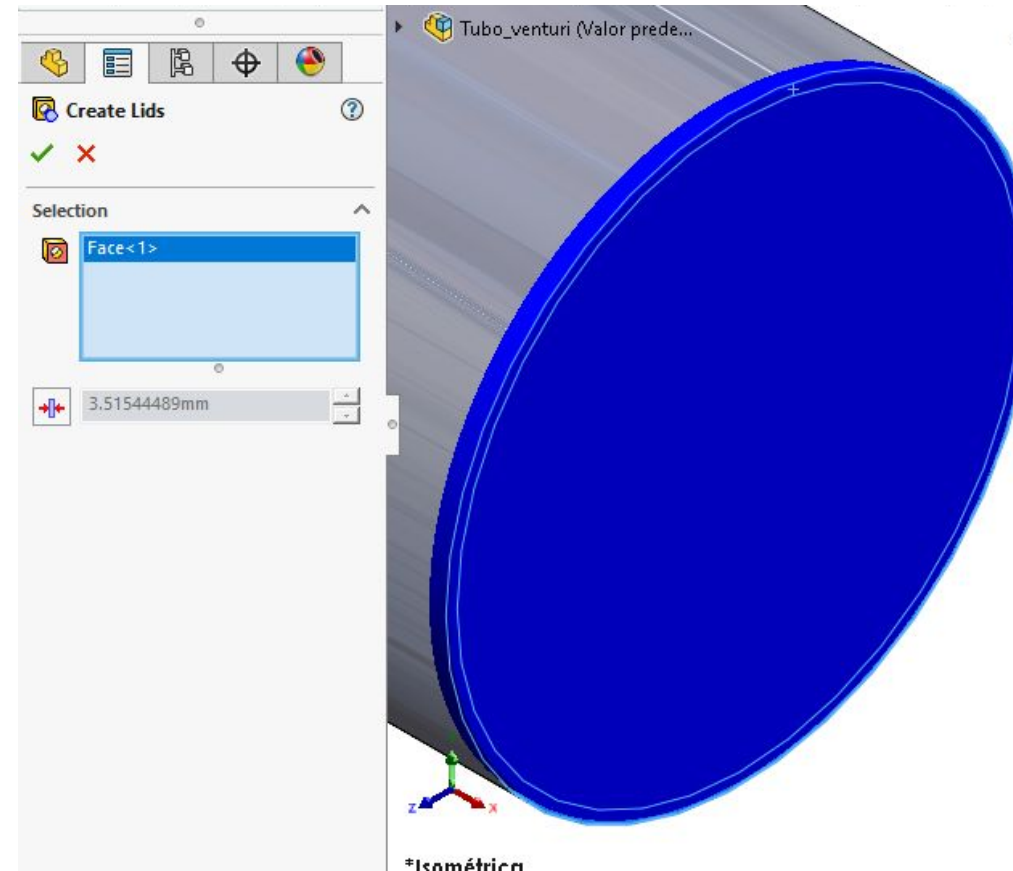 Tubo_venturi (Valor prede...
Create Lids
Selection
Face<1>
3.51544489mm
z
x
*Isométrica